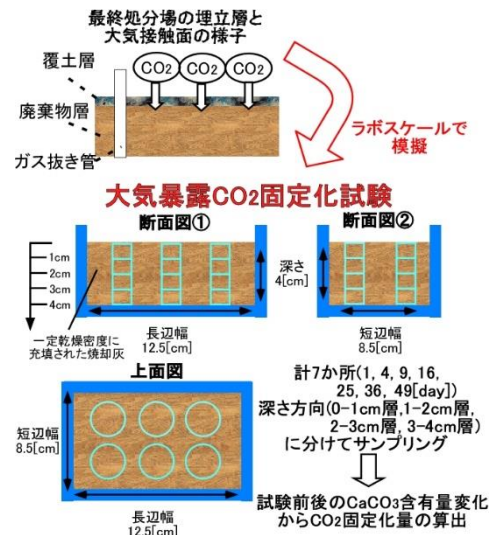 最終処分場の埋立層と
大気接触面の様子
覆土層
CO₂ CO₂ CO₂
廃棄物層
ガス抜き管
ラボスケールで
模擬
大気暴露CO₂固定化試験
断面図①
断面図②
1cm
2cm
3cm
4cm
深さ
4[cm]
一定乾燥密度に
充填された焼却灰
長辺幅
12.5[cm]
短辺幅
8.5[cm]
上面図
短辺幅
8.5[cm]
長辺幅
12.5[cm]
計7か所(1, 4, 9, 16,
25, 36, 49[day])
深さ方向(0-1cm層,1-2cm層,
2-3cm層, 3-4cm層)
に分けてサンプリング
試験前後のCaCO₃含有量変化
からCO₂固定化量の算出